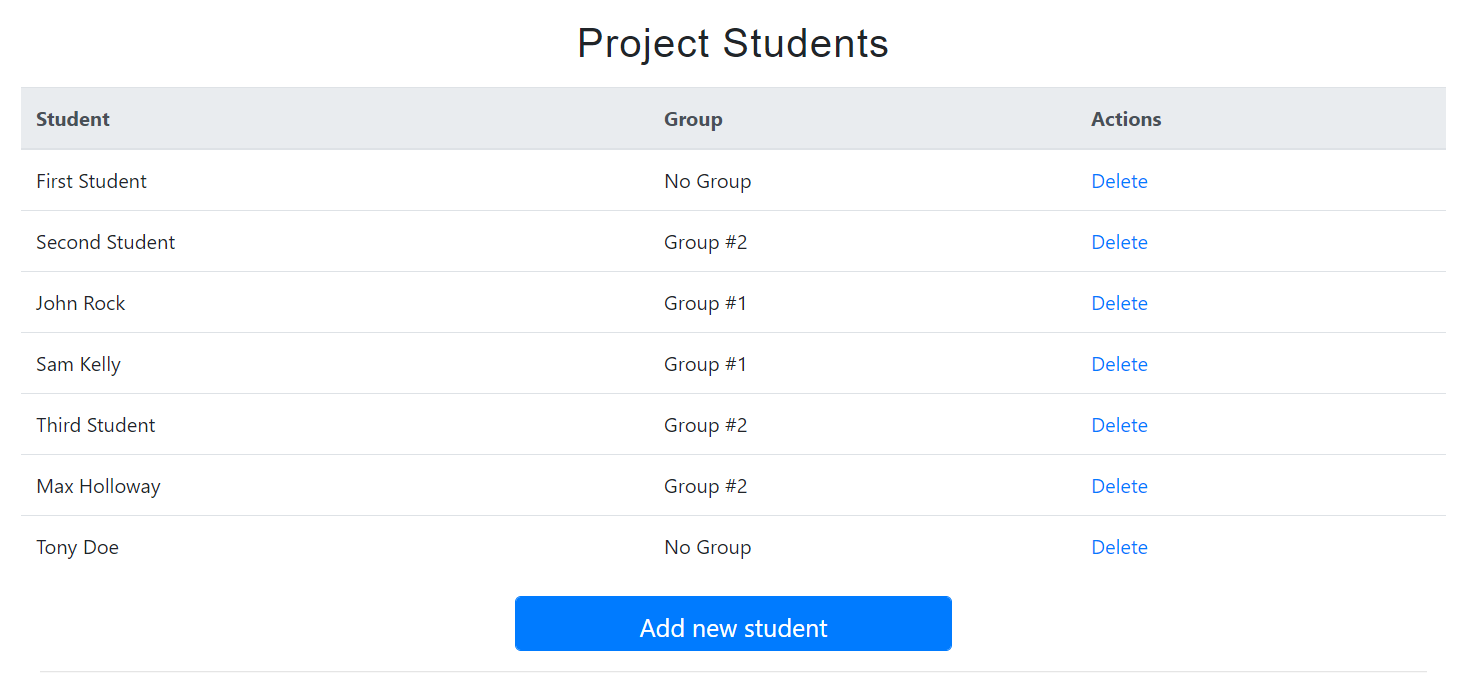 Project Students
Student Group Actions
First Student No Group Delete
Second Student Group #2 Delete
John Rock Group #1 Delete
Sam Kelly Group #1 Delete
Third Student Group #2 Delete
Max Holloway Group #2 Delete
Tony Doe No Group Delete
Add new student